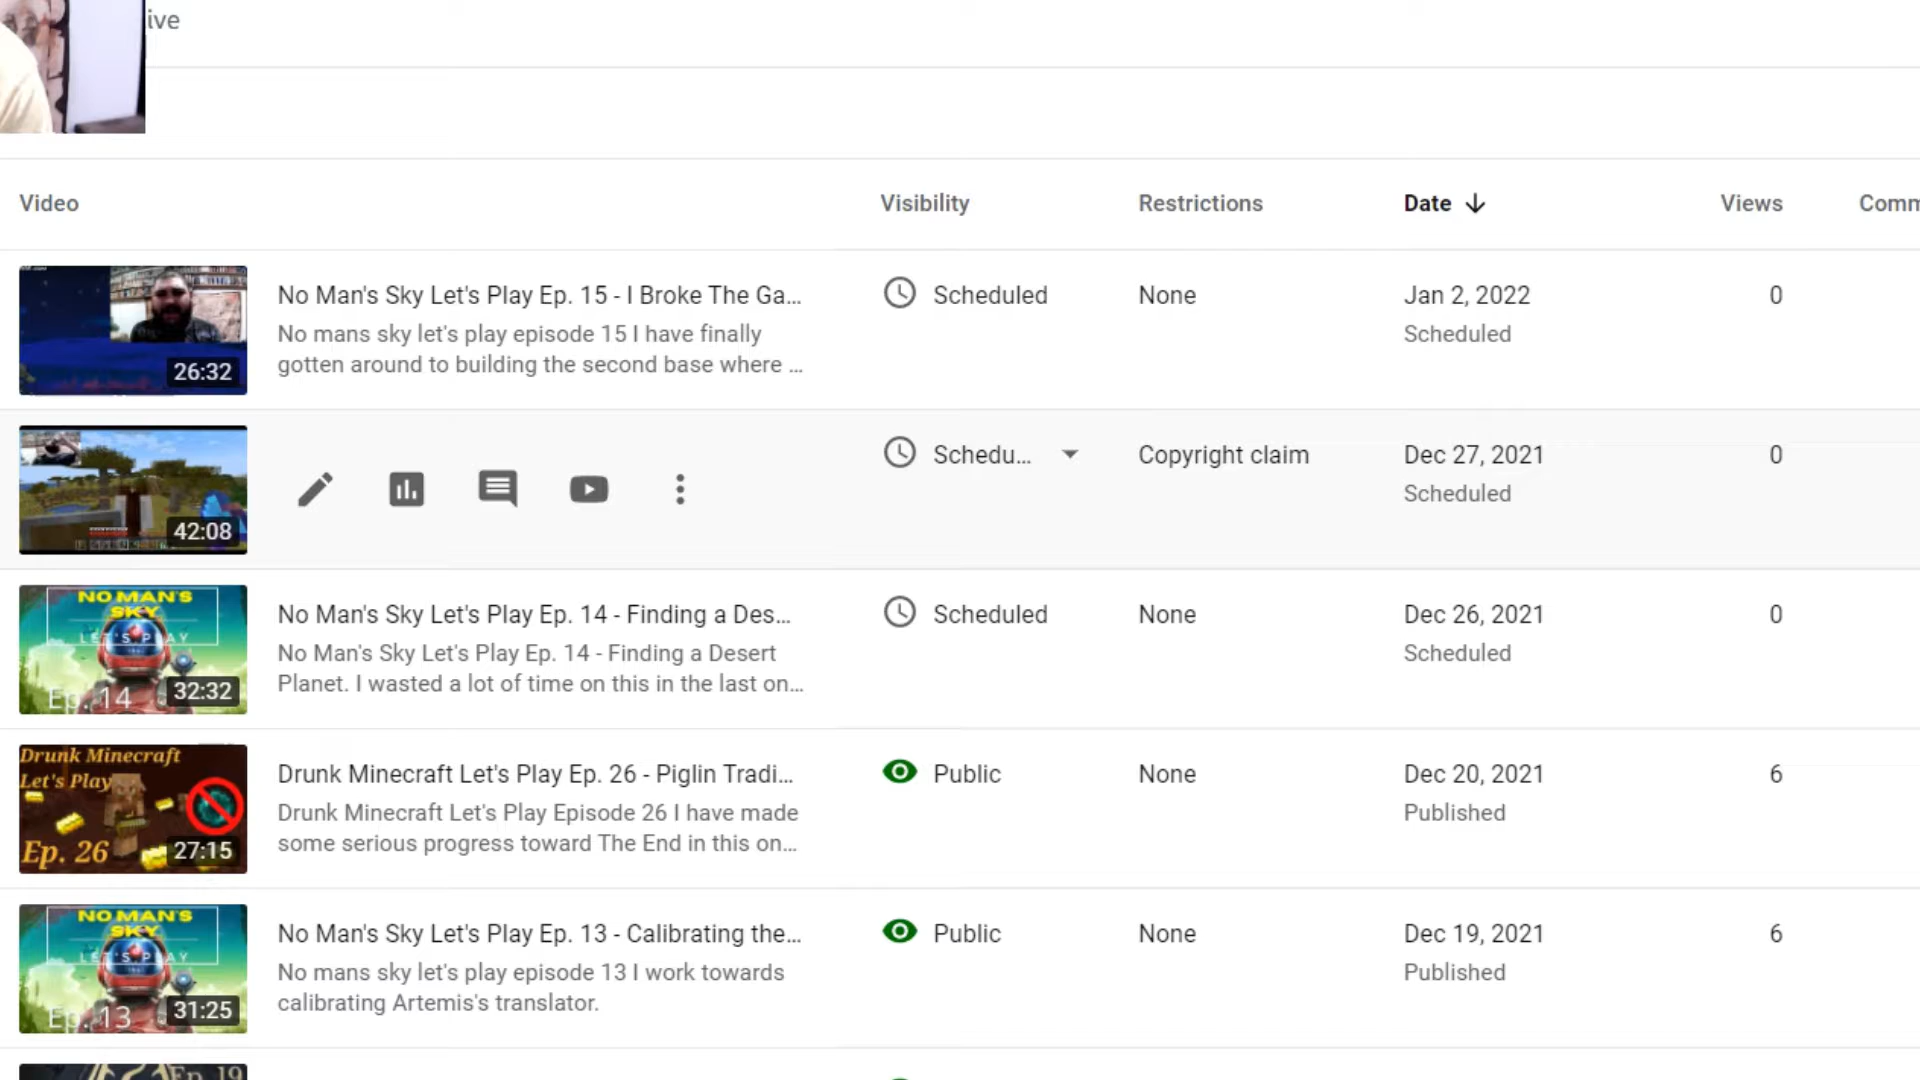 ive
Video Visibility Restrictions Date Views Comm
No Man's Sky Let's Play Ep. 15 - I Broke The Ga... Scheduled None Jan 2, 2022 0
No mans sky let's play episode 15 I have finally Scheduled
gotten around to building the second base where ...
26:32
Schedu... Copyright claim Dec 27, 2021 0
Scheduled
42:08
NO MAN'S
SKY
LET'S PLAY
Ep. 14 32:32
No Man's Sky Let's Play Ep. 14 - Finding a Des... Scheduled None Dec 26, 2021 0
No Man's Sky Let's Play Ep. 14 - Finding a Desert Scheduled
Planet. I wasted a lot of time on this in the last on...
Drunk Minecraft
Let's Play
Ep. 26 27:15
Drunk Minecraft Let's Play Ep. 26 - Piglin Tradi... Public None Dec 20, 2021 6
Drunk Minecraft Let's Play Episode 26 I have made Published
some serious progress toward The End in this on...
NO MAN'S
SKY
LET'S PLAY
Ep. 13 31:25
No Man's Sky Let's Play Ep. 13 - Calibrating the... Public None Dec 19, 2021 6
No mans sky let's play episode 13 I work towards Published
calibrating Artemis's translator.
Ep. 19